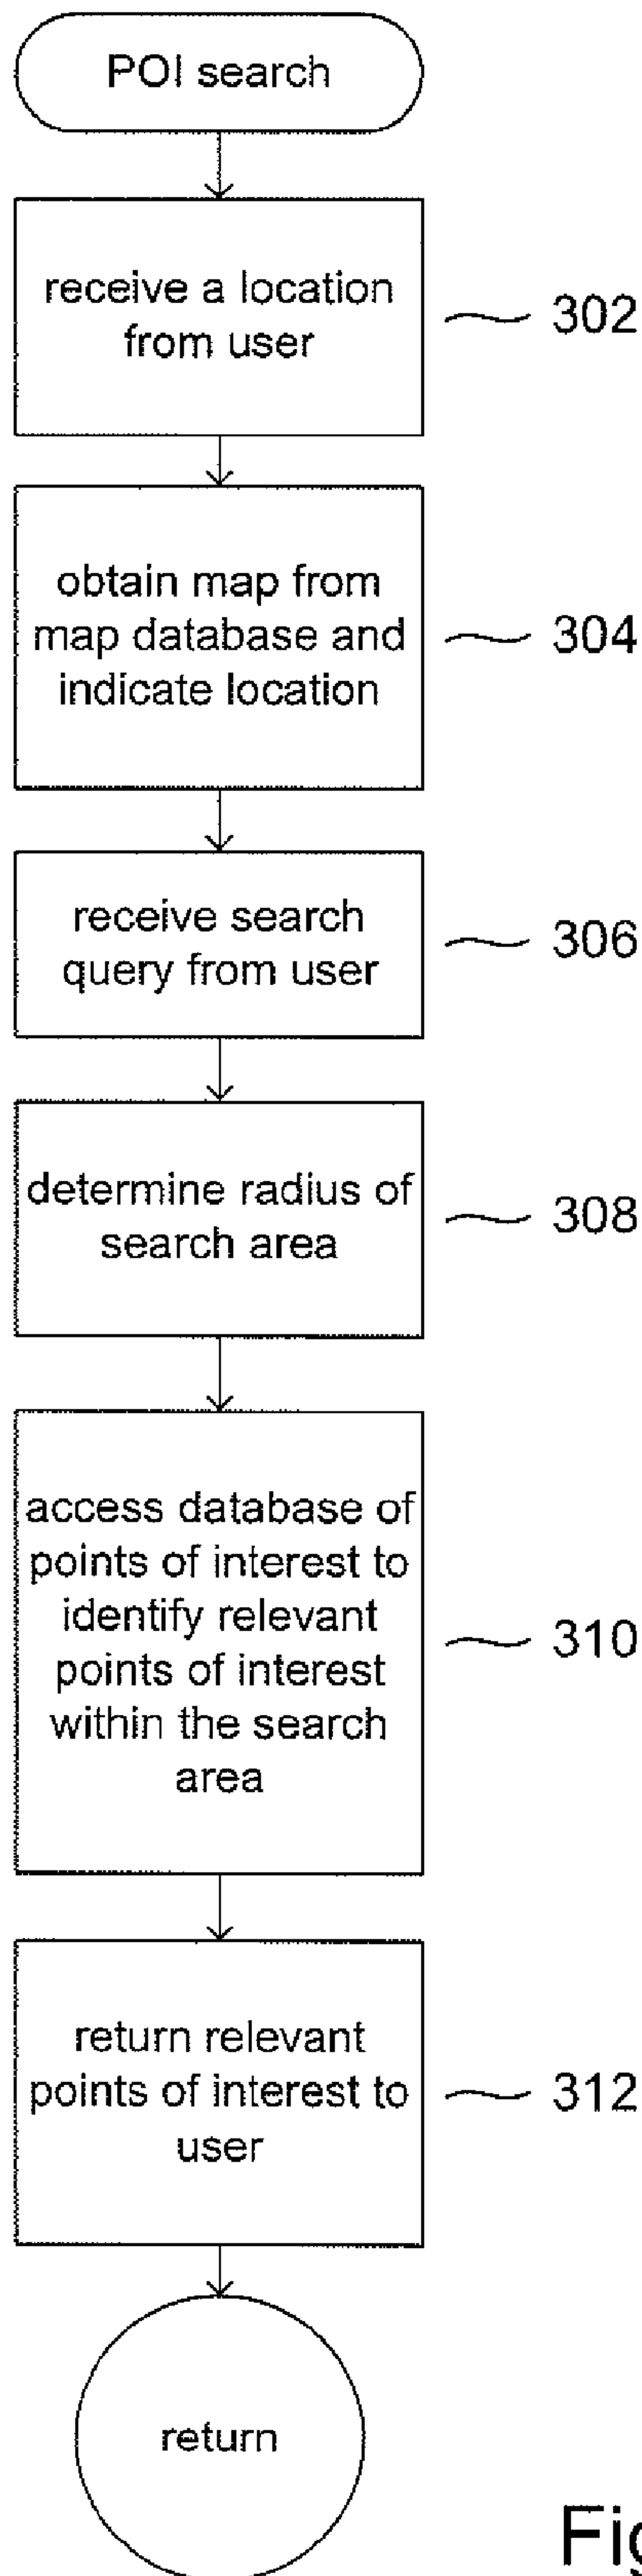 POI search
receive a location
from user
302
obtain map from
map database and
indicate location
304
receive search
query from user
306
determine radius of
search area
308
access database of
points of interest to
identify relevant
points of interest
within the search
area
310
return relevant
points of interest to
user
312
return